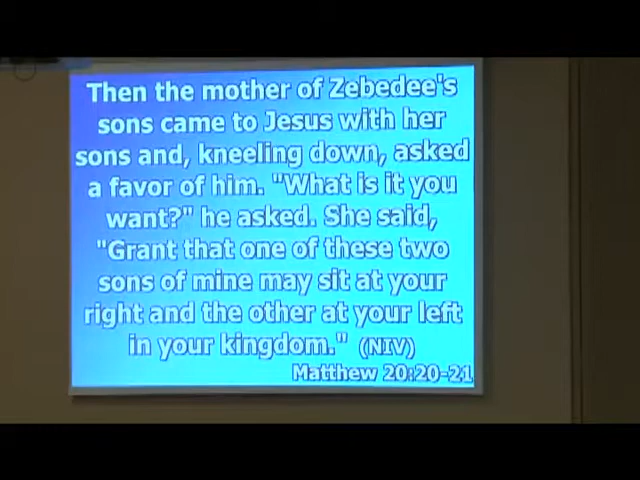 Then the mother of Zebedee's
sons came to Jesus with her
sons and, kneeling down, asked
a favor of him. "What is it you
want?" he asked. She said,
"Grant that one of these two
sons of mine may sit at your
right and the other at your left
in your kingdom." (NIV)
Matthew 20:20-21